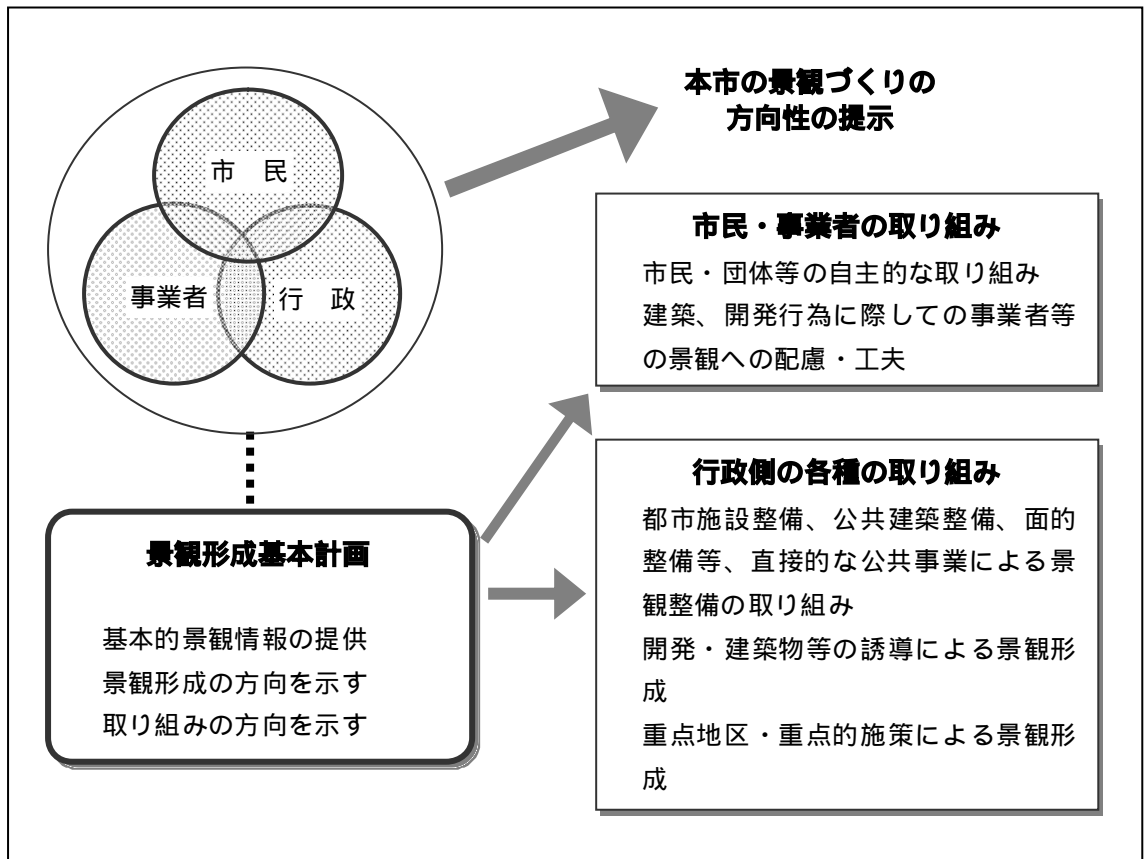 市　民
事業者
行　政
本市の景観づくりの
方向性の提示
市民・事業者の取り組み
市民・団体等の自主的な取り組み
建築、開発行為に際しての事業者等
の景観への配慮・工夫
景観形成基本計画
基本的景観情報の提供
景観形成の方向を示す
取り組みの方向を示す
行政側の各種の取り組み
都市施設整備、公共建築整備、面的
整備等、直接的な公共事業による景
観整備の取り組み
開発・建築物等の誘導による景観形
成
重点地区・重点的施策による景観形
成